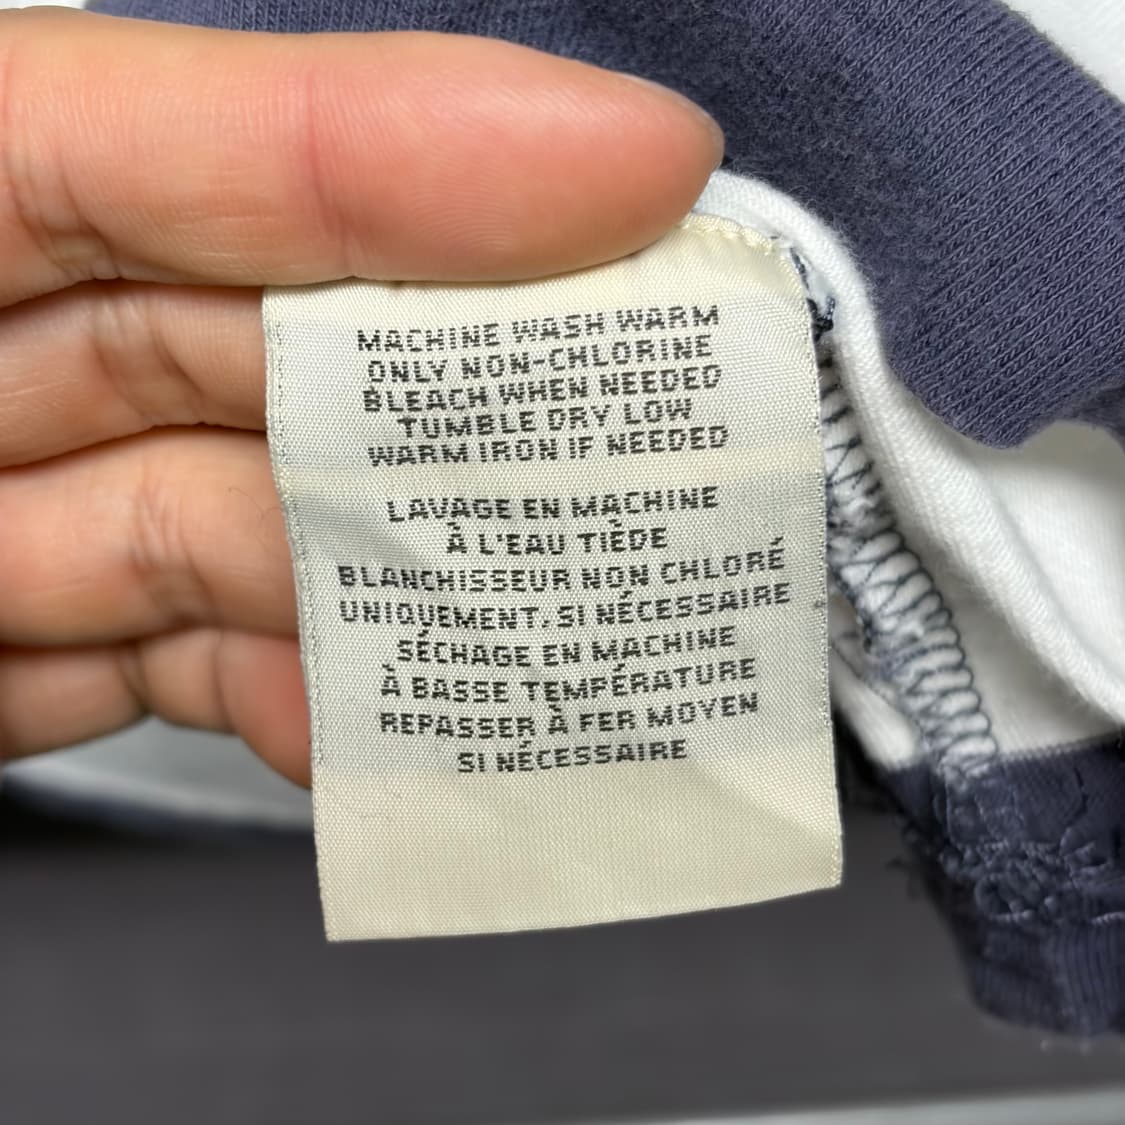 MACHINE WASH WARM
ONLY NON-CHLORINE
BLEACH WHEN NEEDED
TUMBLE DRY LOW
WARM IRON IF NEEDED
LAVAGE EN MACHINE
À L'EAU TIÈDE
BLANCHISSEUR NON CHLORÉ
UNIQUEMENT, SI NÉCESSAIRE
SÉCHAGE EN MACHINE
À BASSE TEMPÉRATURE
REPASSER À FER MOYEN
SI NÉCESSAIRE